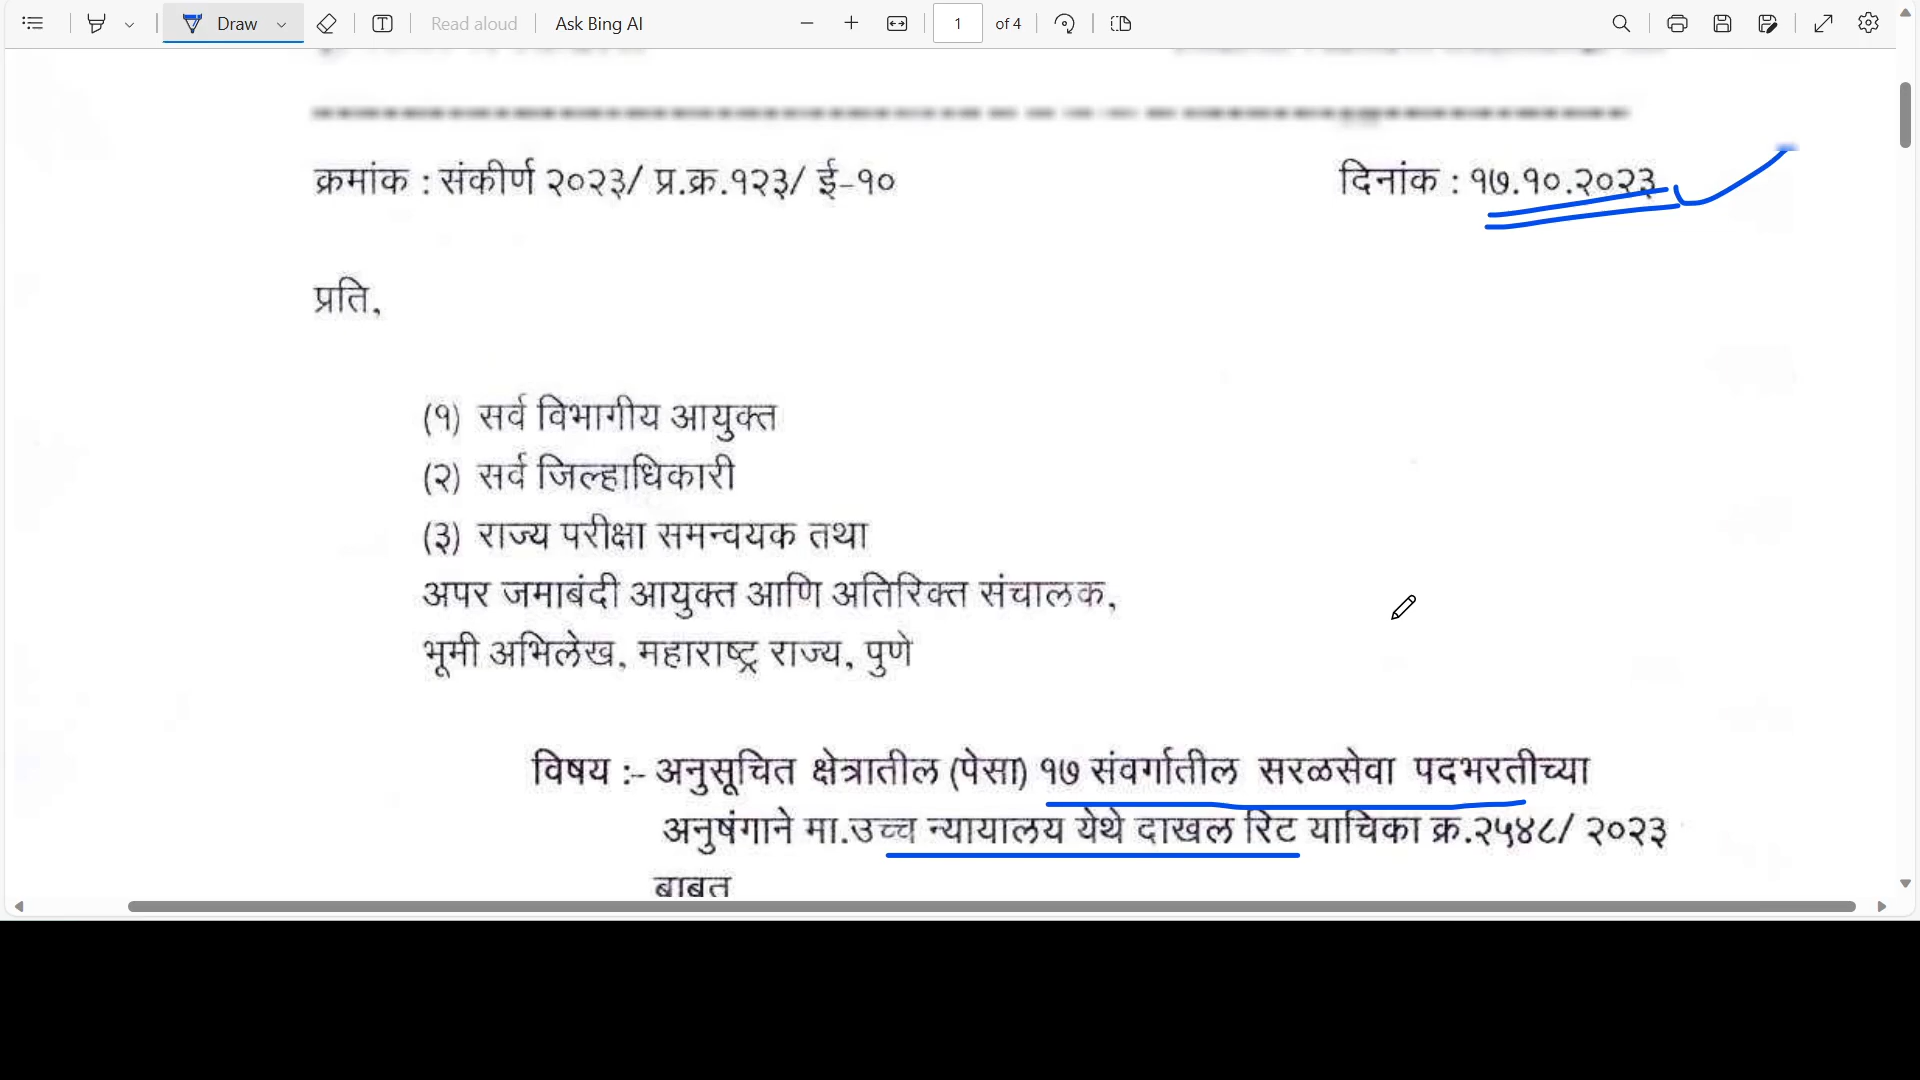 Draw
Read aloud
Ask Bing AI
1
of 4
क्रमांक : संकीर्ण २०२३/ प्र.क्र.१२३/ ई-१०
दिनांक : १७.१०.२०२३
प्रति,
(१) सर्व विभागीय आयुक्त
(२) सर्व जिल्हाधिकारी
(३) राज्य परीक्षा समन्वयक तथा
अपर जमाबंदी आयुक्त आणि अतिरिक्त संचालक,
भूमी अभिलेख, महाराष्ट्र राज्य, पुणे
विषय :- अनुसूचित क्षेत्रातील (पेसा) १७ संवर्गातील सरळसेवा पदभरतीच्या
अनुषंगाने मा.उच्च न्यायालय येथे दाखल रिट याचिका क्र.२५४८/ २०२३
बाबत